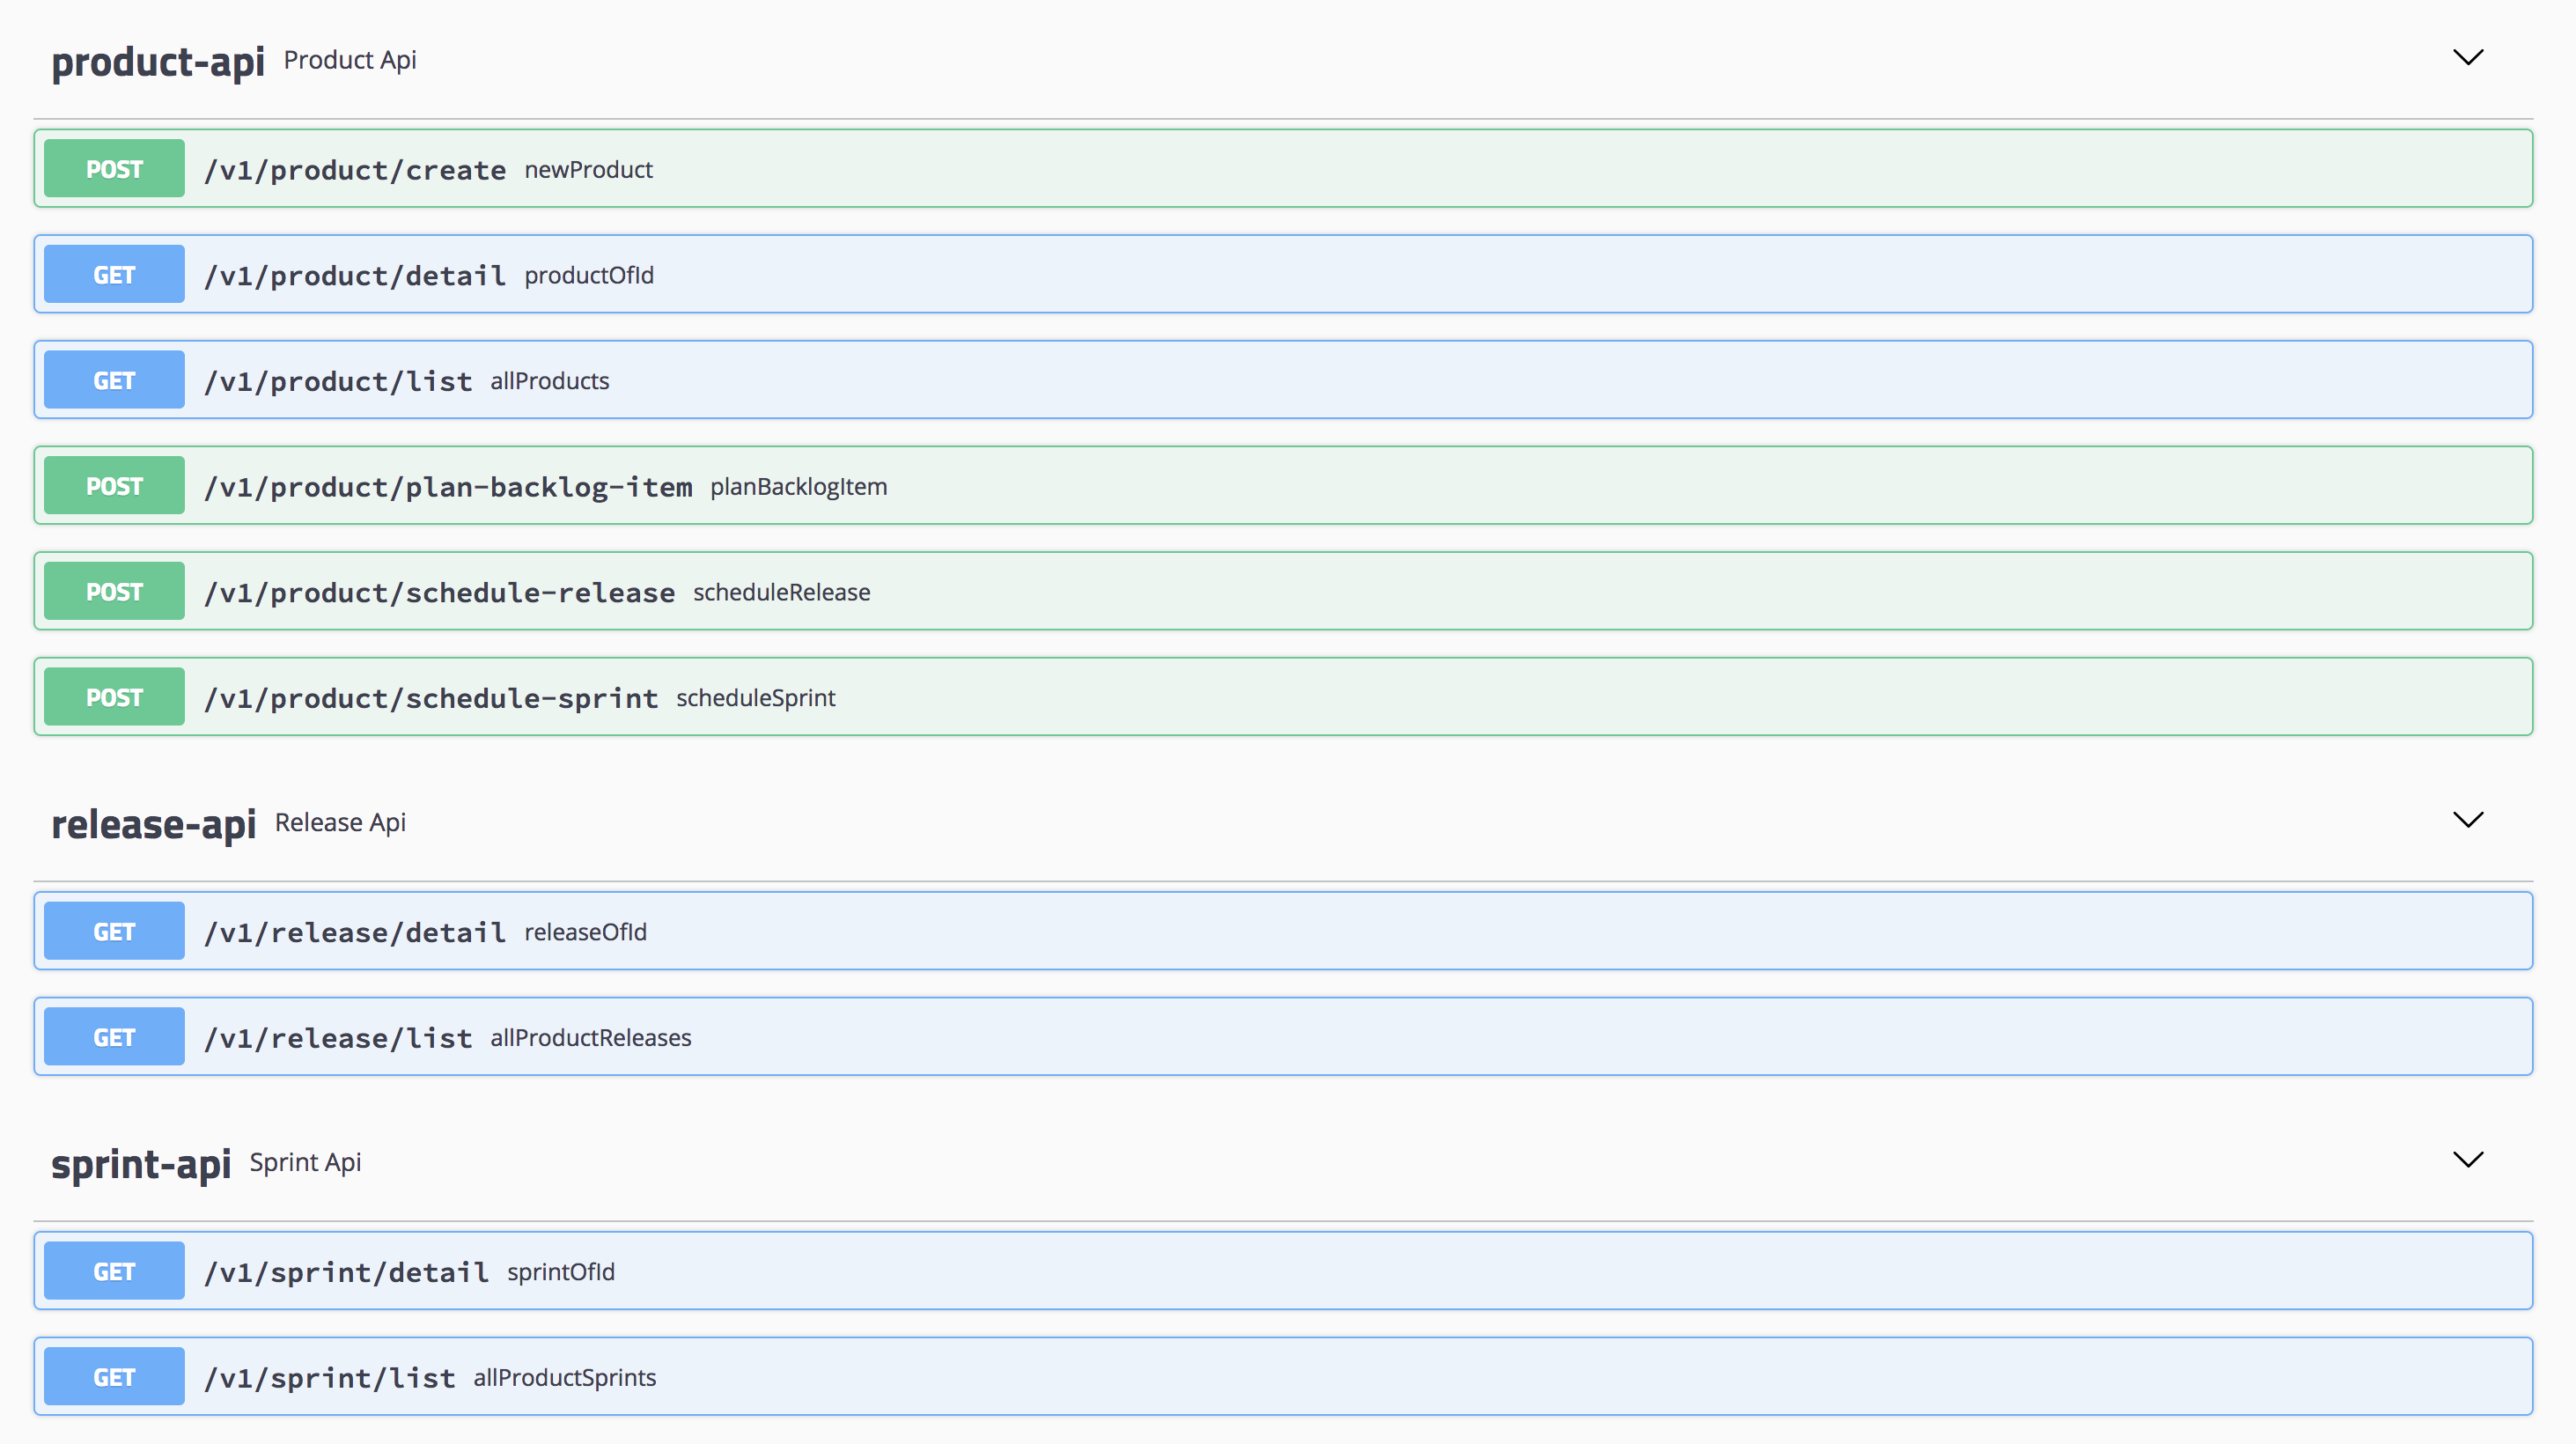 product-api Product Api
POST /v1/product/create newProduct
GET /v1/product/detail productOfId
GET /v1/product/list allProducts
POST /v1/product/plan-backlog-item planBacklogItem
POST /v1/product/schedule-release scheduleRelease
POST /v1/product/schedule-sprint scheduleSprint
release-api Release Api
GET /v1/release/detail releaseOfId
GET /v1/release/list allProductReleases
sprint-api Sprint Api
GET /v1/sprint/detail sprintOfId
GET /v1/sprint/list allProductSprints